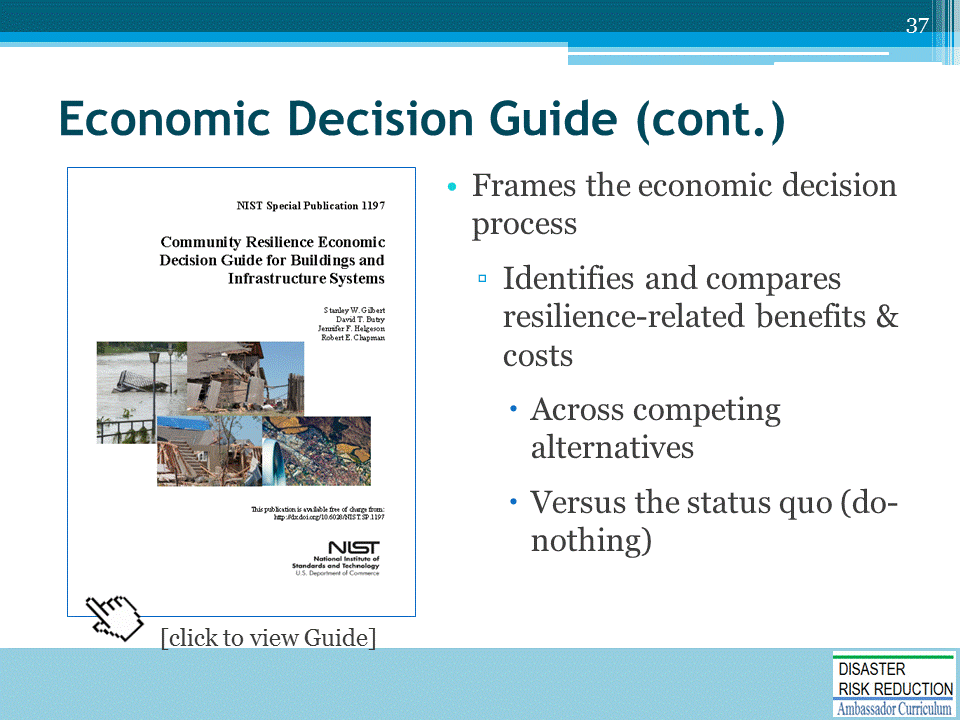 37
Economic Decision Guide (cont.)
NIST Special Publication 1197
Community Resilience Economic
Decision Guide for Buildings and
Infrastructure Systems
Stanley W. Gilbert
David T. Butry
Jennifer F. Helgeson
Robert E. Chapman
This publication is available free of charge from:
http://dx.doi.org/10.6028/NIST.SP.1197
NIST
National Institute of
Standards and Technology
U.S. Department of Commerce
[click to view Guide]
• Frames the economic decision
process
▫ Identifies and compares
resilience-related benefits &
costs
▪ Across competing
alternatives
▪ Versus the status quo (do-
nothing)
DISASTER
RISK REDUCTION
Ambassador Curriculum